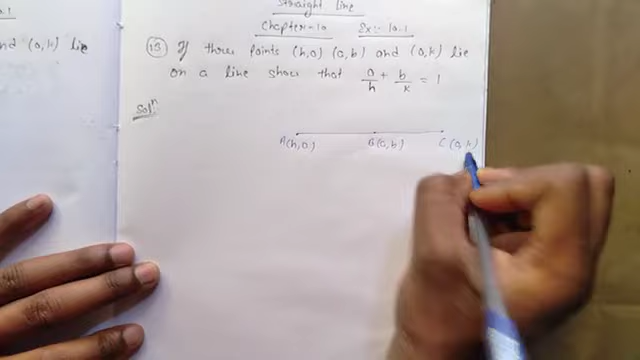 Straight Line
Chapter-10 Ex:- 10.1
(13) If three points (h,0) (a,b) and (0,k) lie
on a line show that a/h + b/k = 1
Solⁿ
A(h,0) B(a,b) C(0,k)
nd (0,k) lie